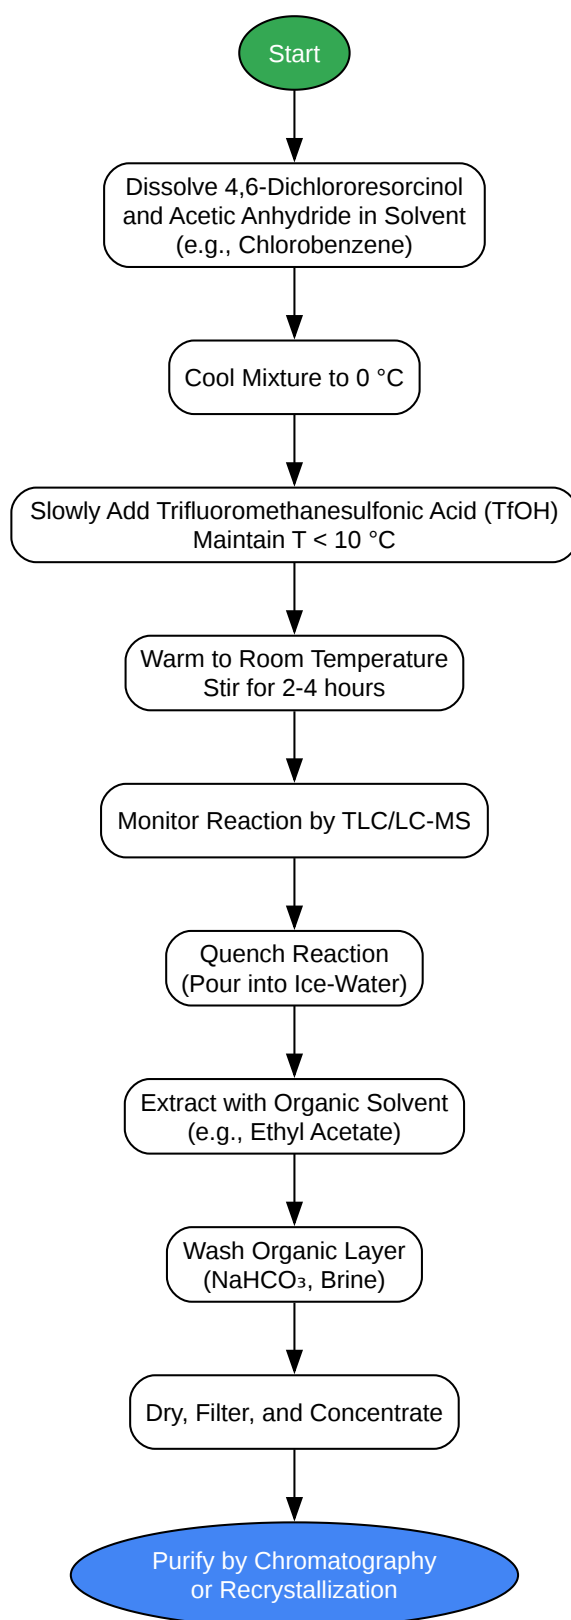 Start
Dissolve 4,6-Dichlororesorcinol
and Acetic Anhydride in Solvent
(e.g., Chlorobenzene)
Cool Mixture to 0 °C
Slowly Add Trifluoromethanesulfonic Acid (TfOH)
Maintain T < 10 °C
Warm to Room Temperature
Stir for 2-4 hours
Monitor Reaction by TLC/LC-MS
Quench Reaction
(Pour into Ice-Water)
Extract with Organic Solvent
(e.g., Ethyl Acetate)
Wash Organic Layer
(NaHCO₃, Brine)
Dry, Filter, and Concentrate
Purify by Chromatography
or Recrystallization